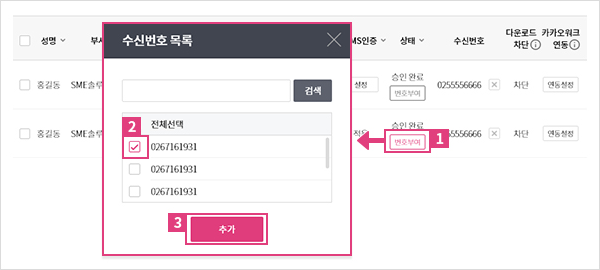 성명
부서
MS인증
상태
수신번호
다운로드
차단
카카오워크
연동
홍길동
SME솔루
설정
승인 완료
번호부여
0255556666
차단
연동설정
홍길동
SME솔루
승인 완료
번호부여
5556666
차단
연동설정
1
수신번호 목록
검색
전체선택
2
0267161931
0267161931
0267161931
3
추가